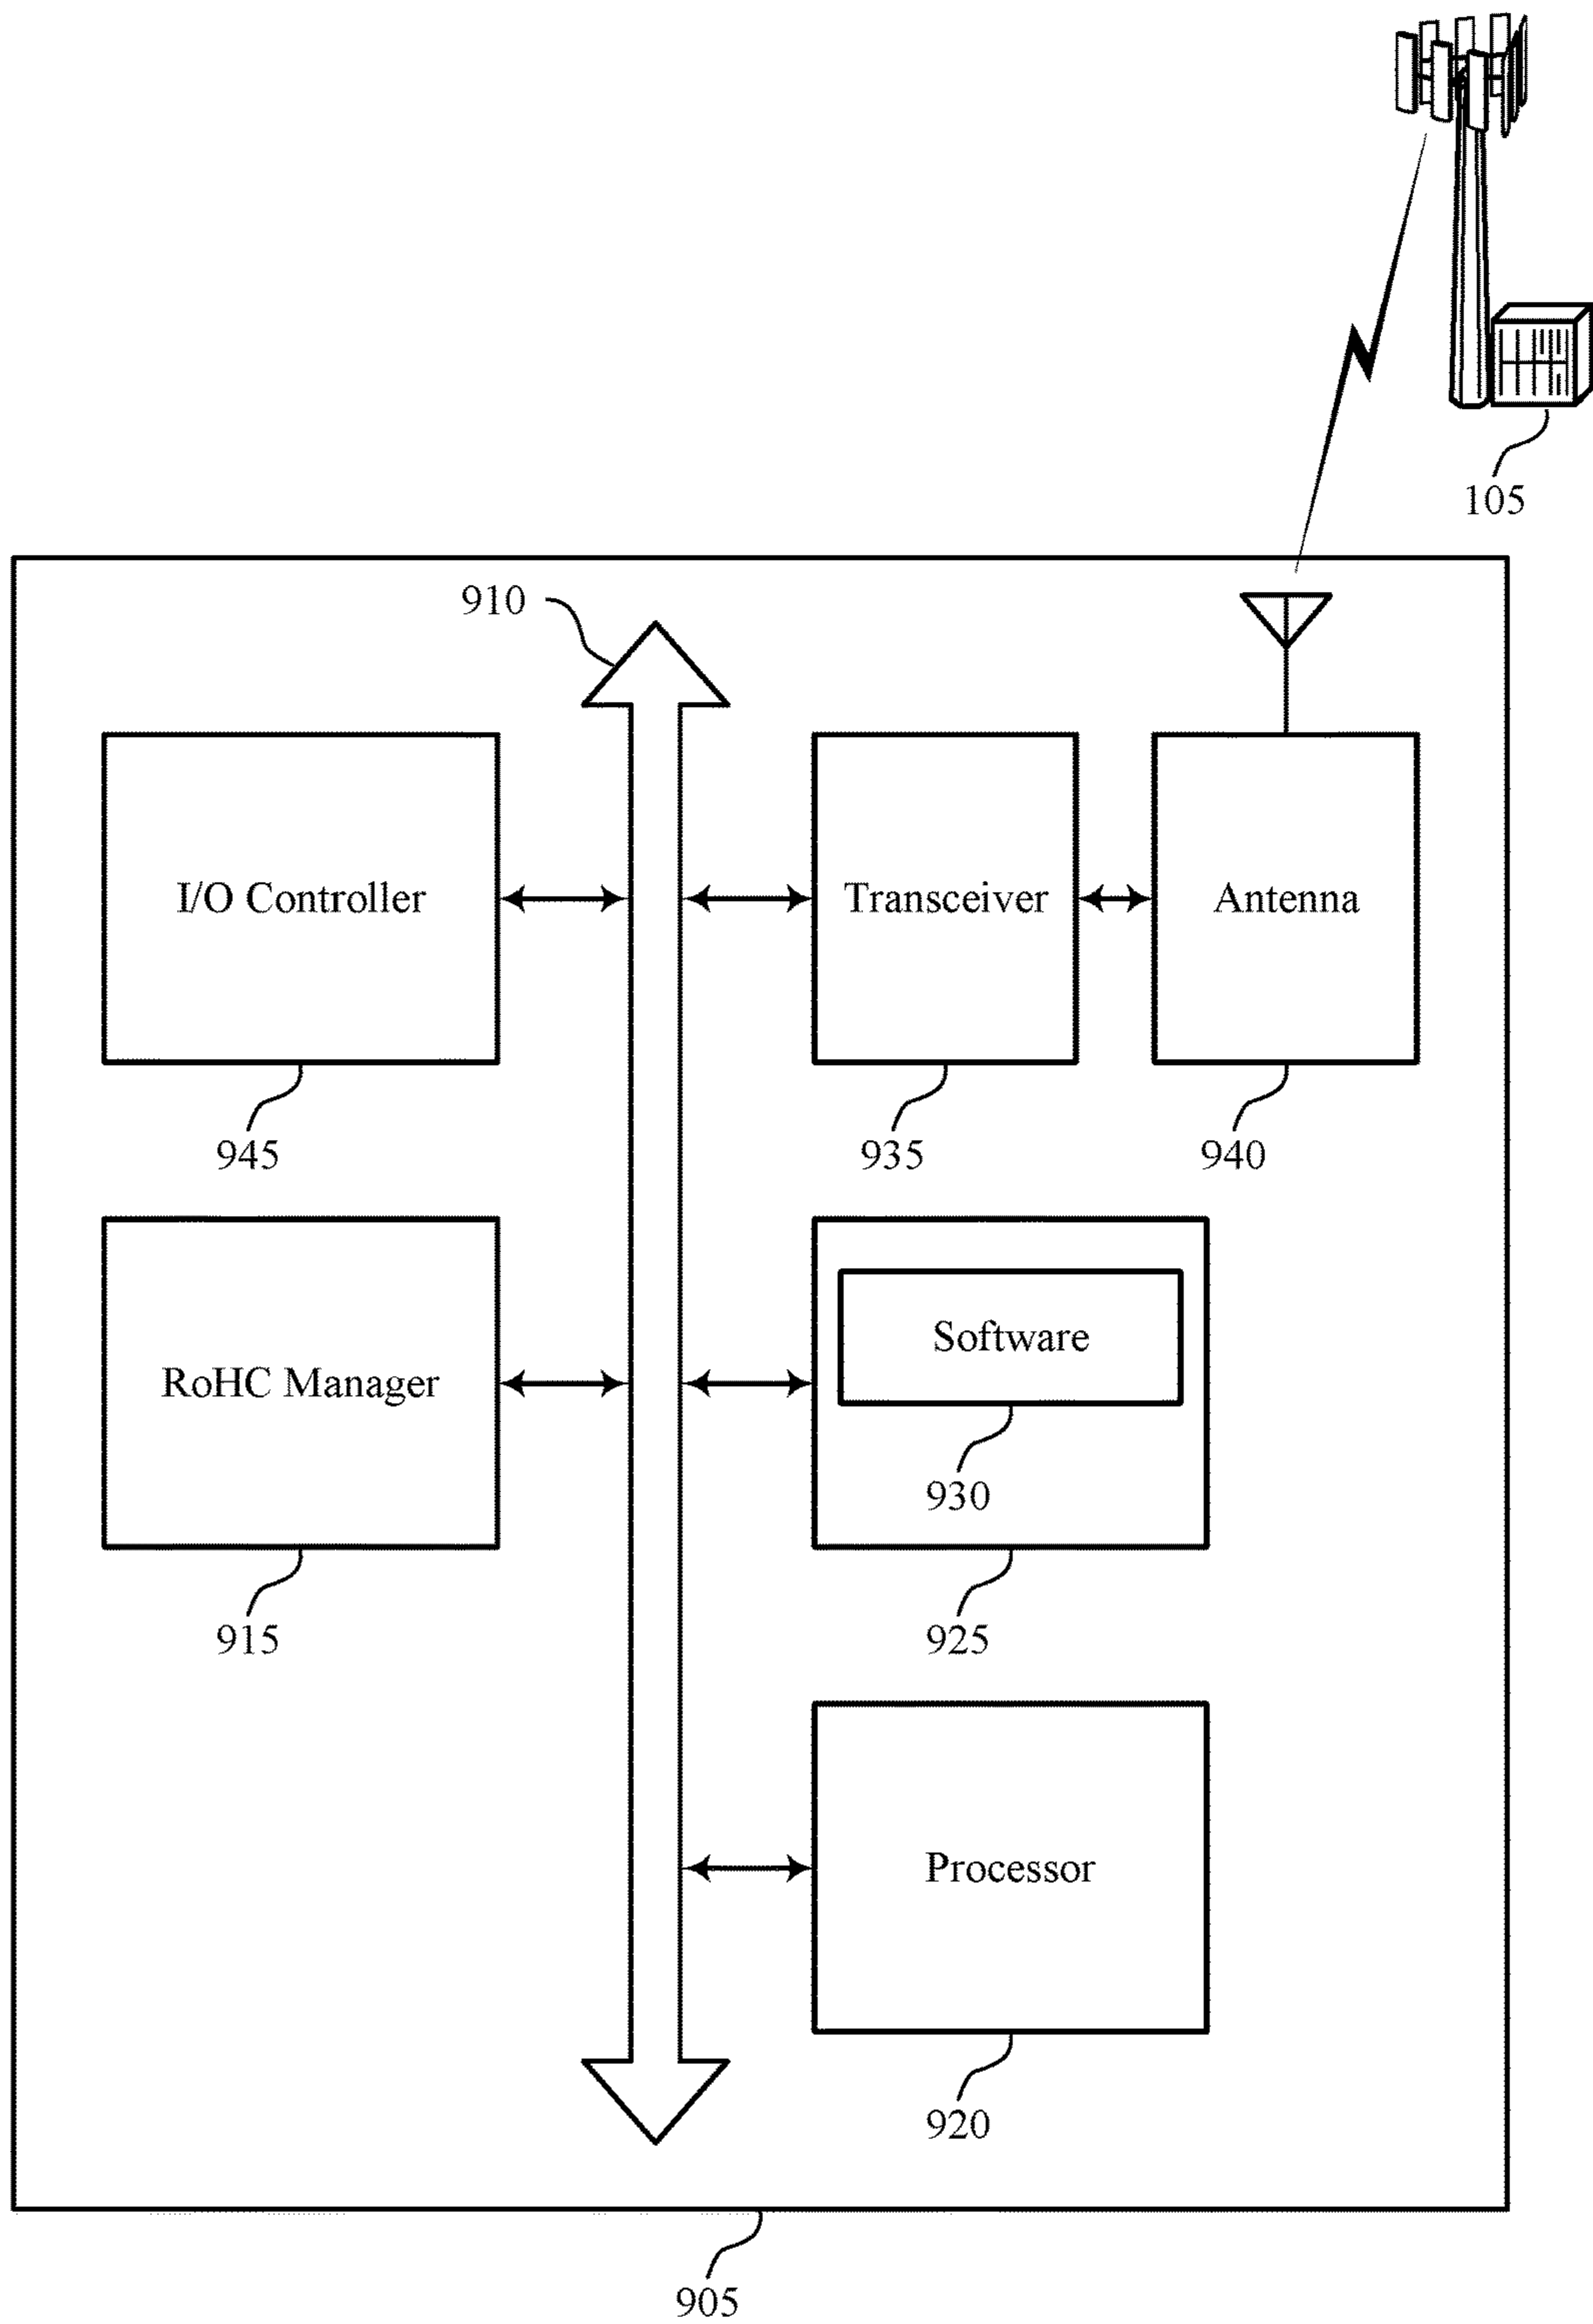 105
910
I/O Controller
Transceiver
Antenna
945
935
940
RoHC Manager
Software
930
915
925
Processor
920
905